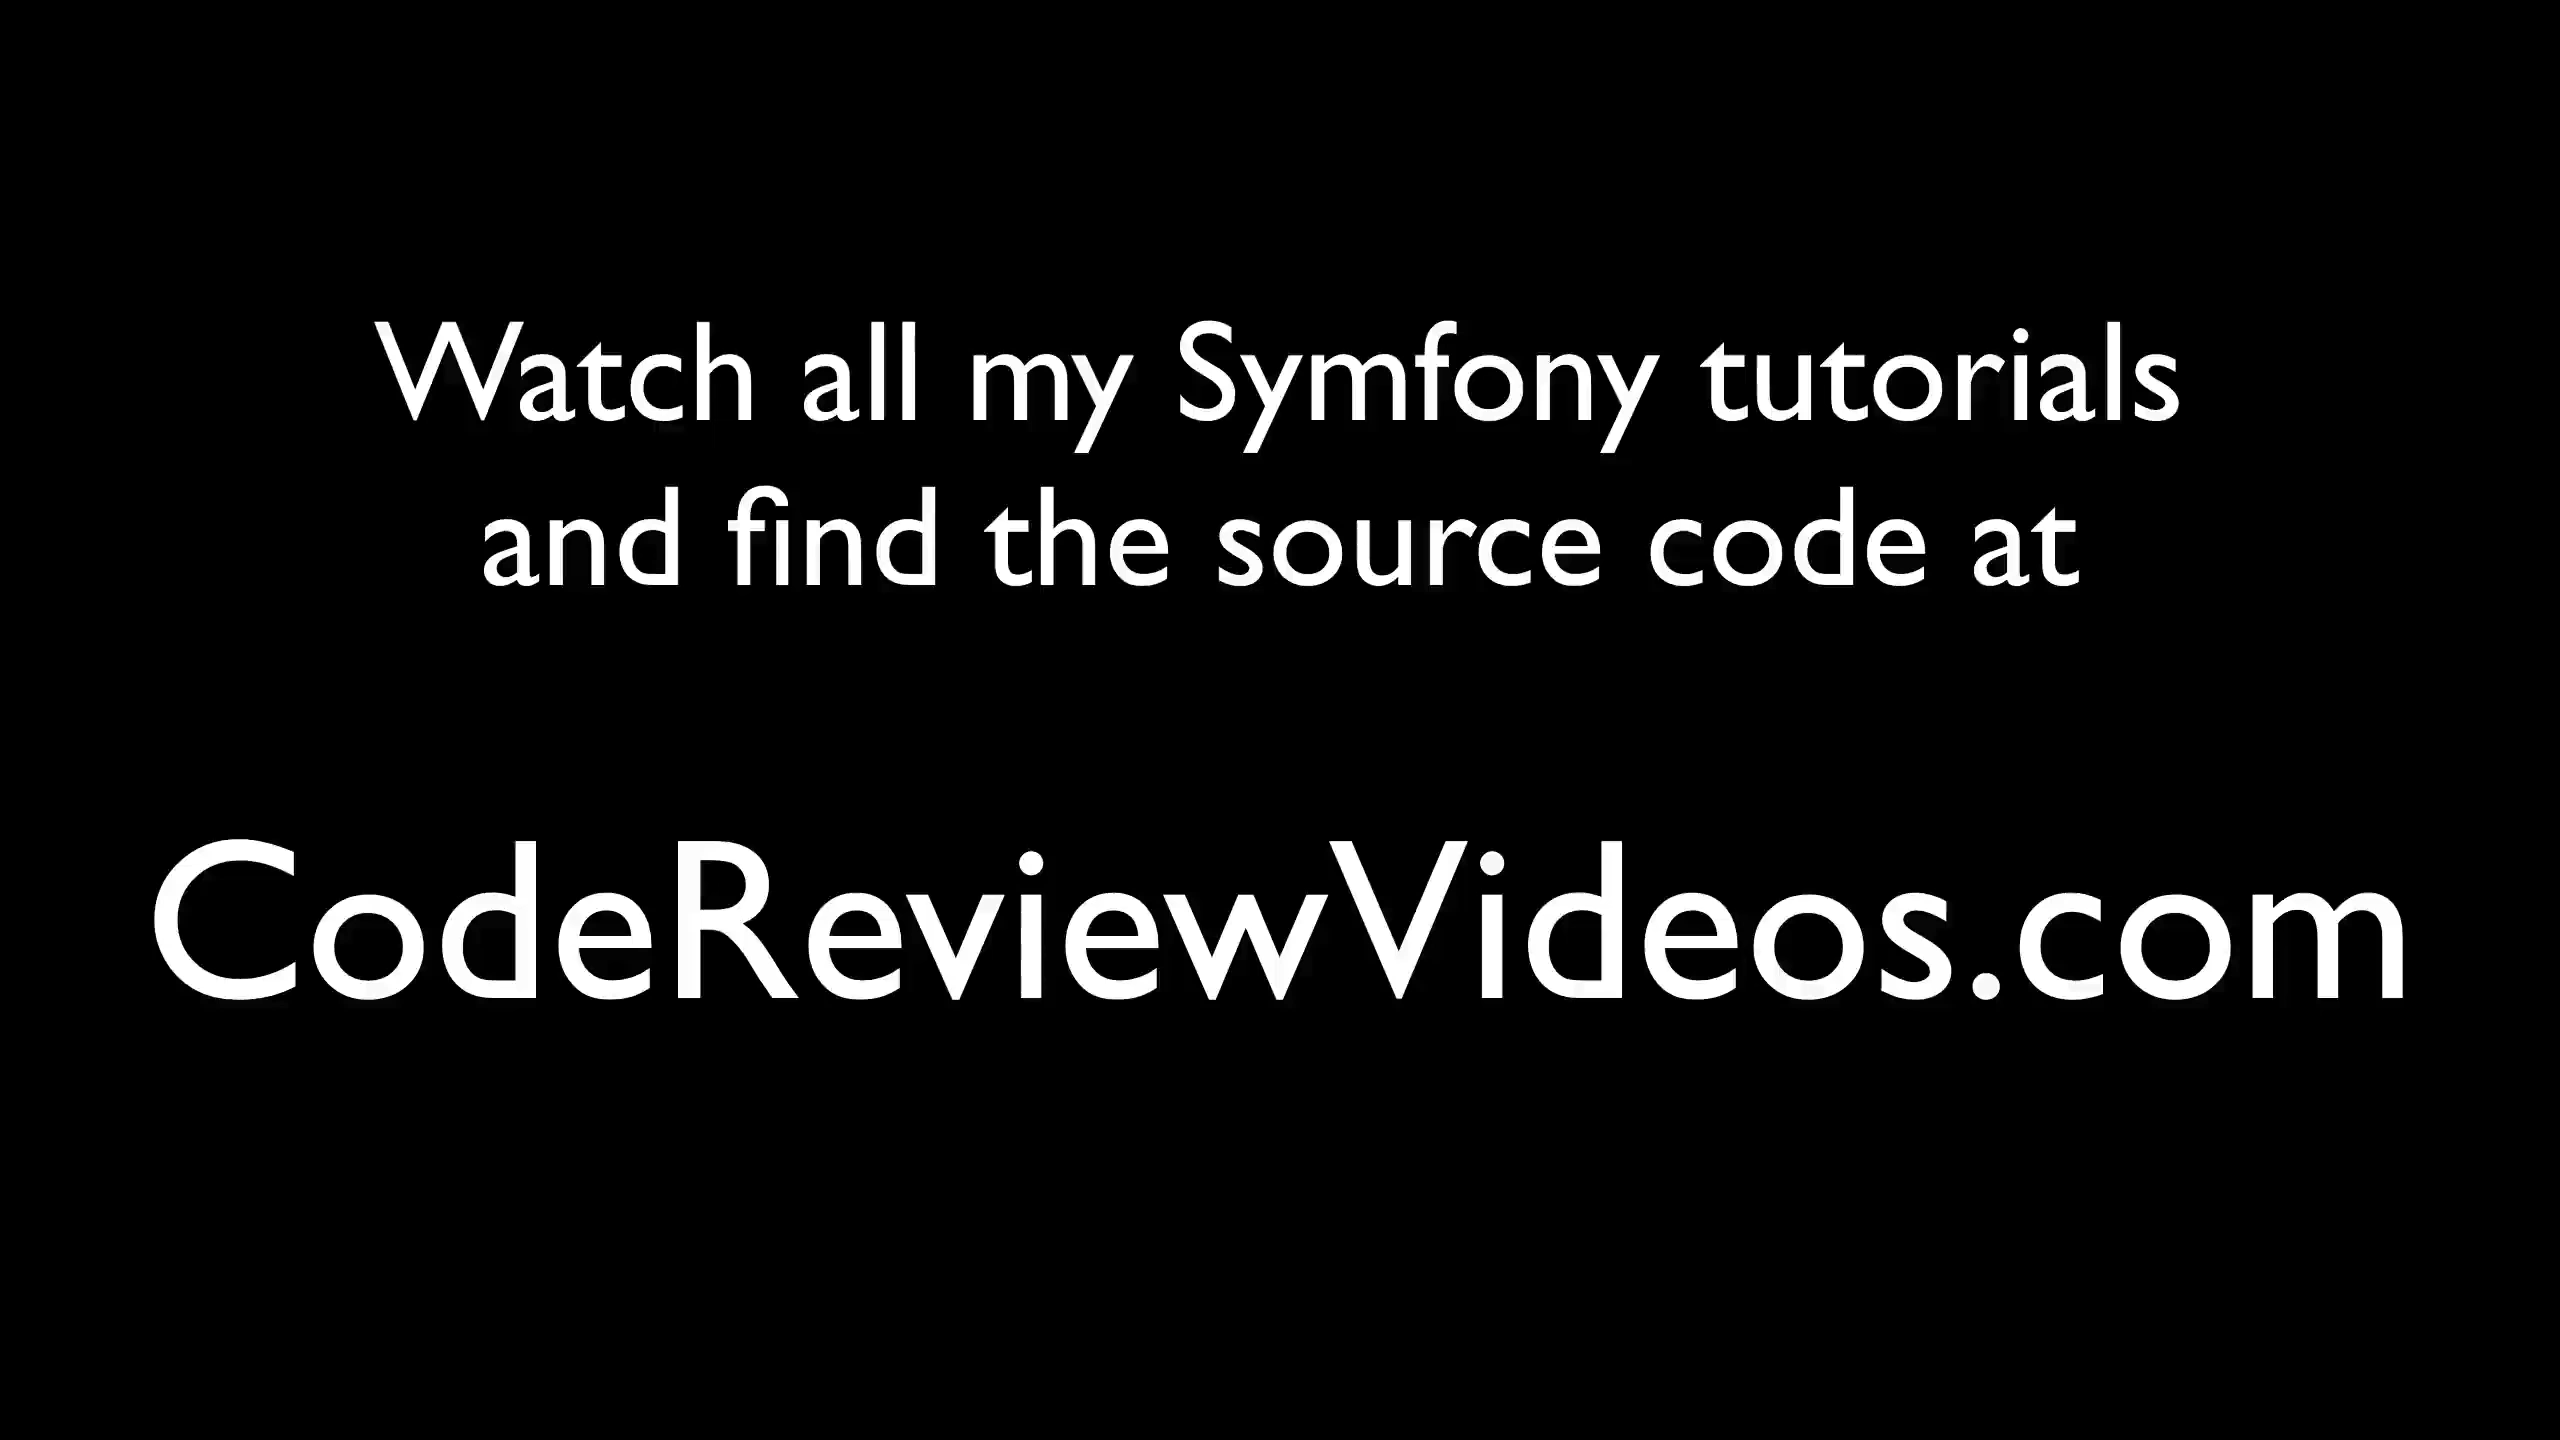 Watch all my Symfony tutorials
and find the source code at
CodeReviewVideos.com